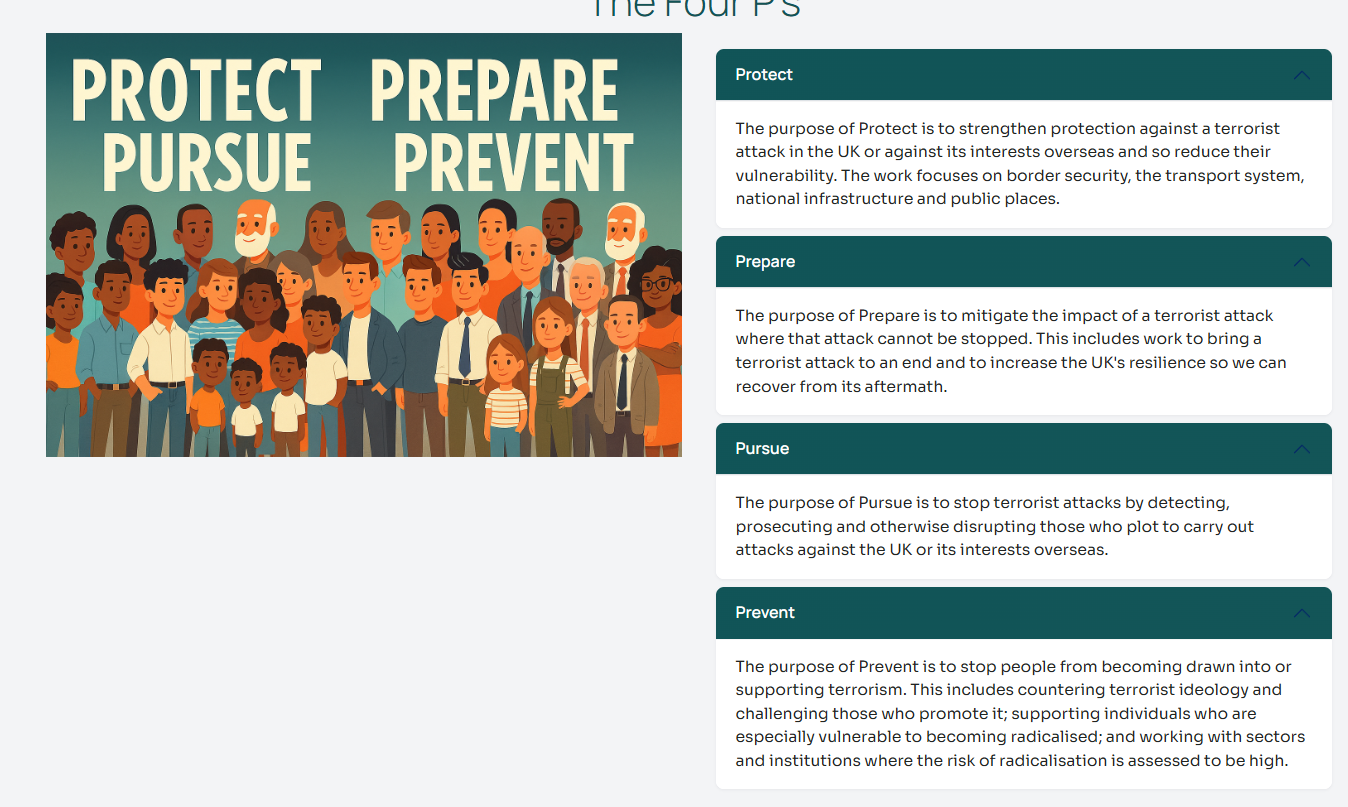 The Four P's
PROTECT PREPARE
PURSUE PREVENT
Protect
The purpose of Protect is to strengthen protection against a terrorist
attack in the UK or against its interests overseas and so reduce their
vulnerability. The work focuses on border security, the transport system,
national infrastructure and public places.
Prepare
The purpose of Prepare is to mitigate the impact of a terrorist attack
where that attack cannot be stopped. This includes work to bring a
terrorist attack to an end and to increase the UK's resilience so we can
recover from its aftermath.
Pursue
The purpose of Pursue is to stop terrorist attacks by detecting,
prosecuting and otherwise disrupting those who plot to carry out
attacks against the UK or its interests overseas.
Prevent
The purpose of Prevent is to stop people from becoming drawn into or
supporting terrorism. This includes countering terrorist ideology and
challenging those who promote it; supporting individuals who are
especially vulnerable to becoming radicalised; and working with sectors
and institutions where the risk of radicalisation is assessed to be high.